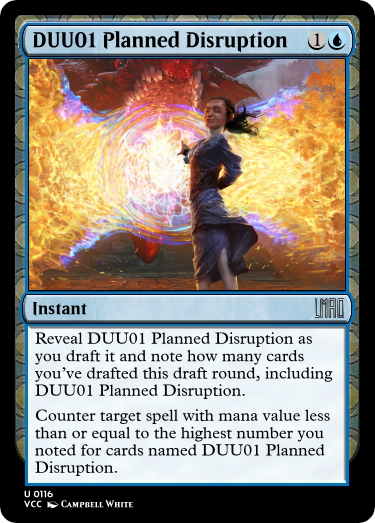 DUU01 Planned Disruption 1
Instant LMAO
Reveal DUU01 Planned Disruption as
you draft it and note how many cards
you’ve drafted this draft round, including
DUU01 Planned Disruption.
Counter target spell with mana value less
than or equal to the highest number you
noted for cards named DUU01 Planned
Disruption.
U 0116
VCC Campbell White